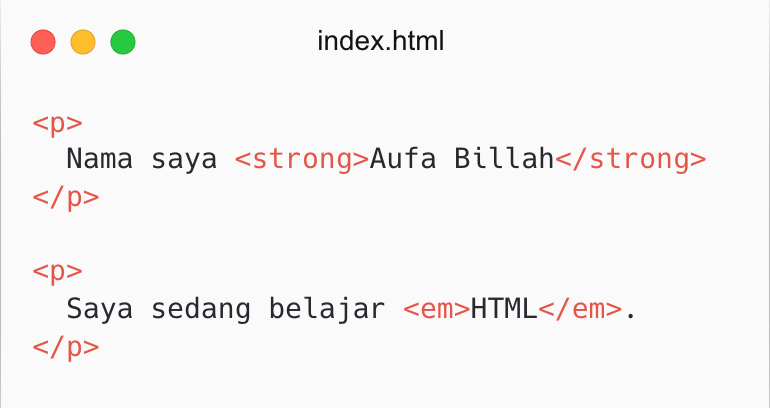 index.html
<p>
Nama saya <strong>Aufa Billah</strong>
</p>
<p>
Saya sedang belajar <em>HTML</em>.
</p>